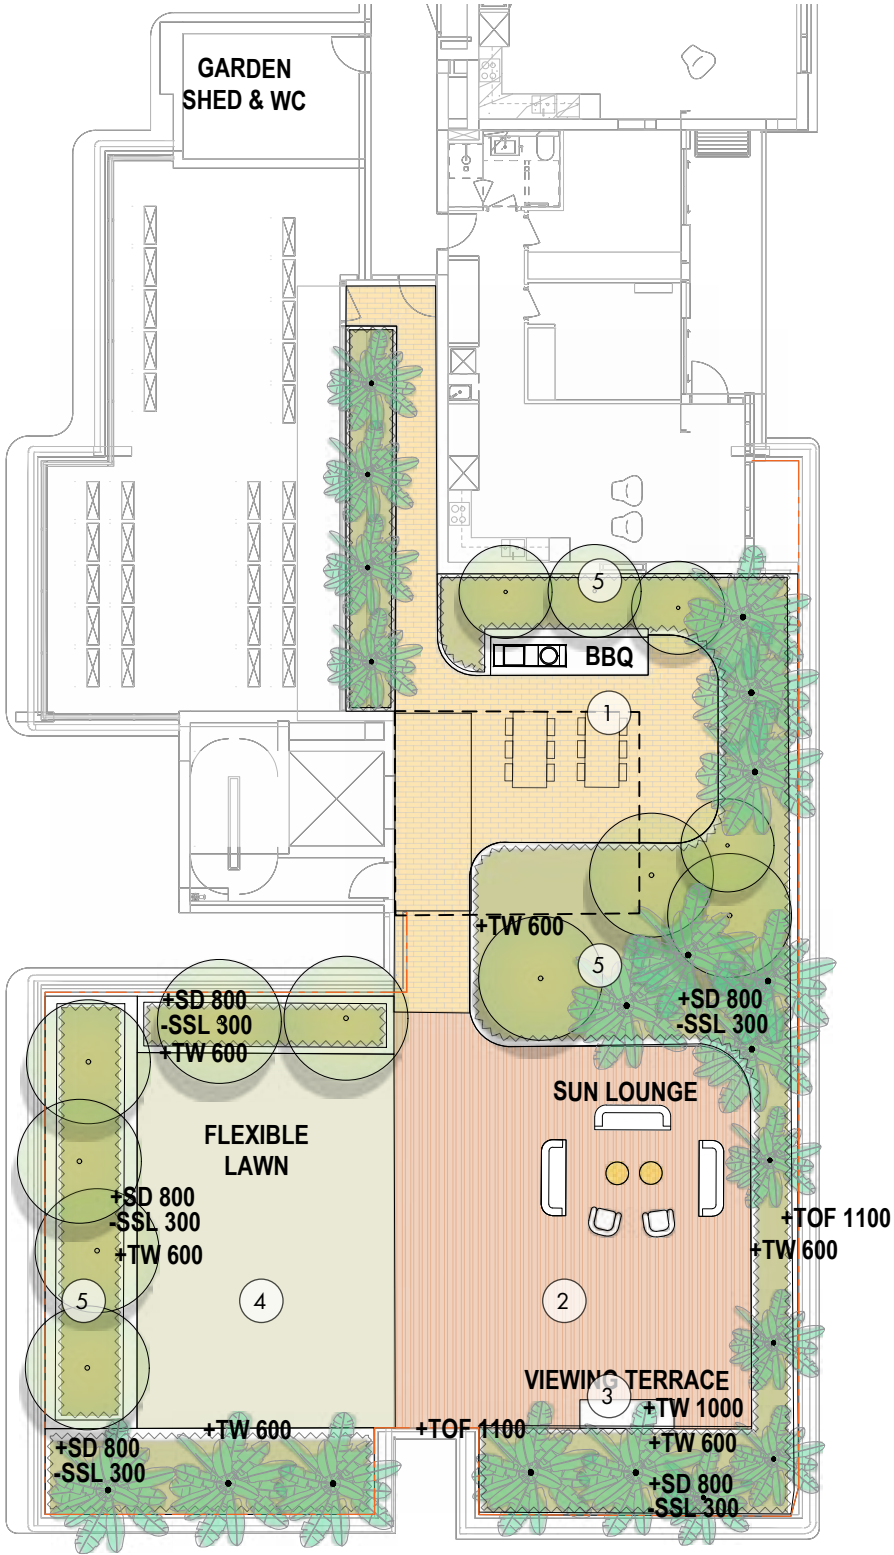 GARDEN
SHED & WC
5
BBQ
1
+TW 600
5
+SD 800
-SSL 300
+TW 600
+SD 800
-SSL 300
SUN LOUNGE
FLEXIBLE
LAWN
+SD 800
-SSL 300
+TW 600
+TOF 1100
+TW 600
5
4
2
VIEWING TERRACE
3
+TW 1000
+TW 600
+TOF 1100
+TW 600
+SD 800
-SSL 300
+SD 800
-SSL 300